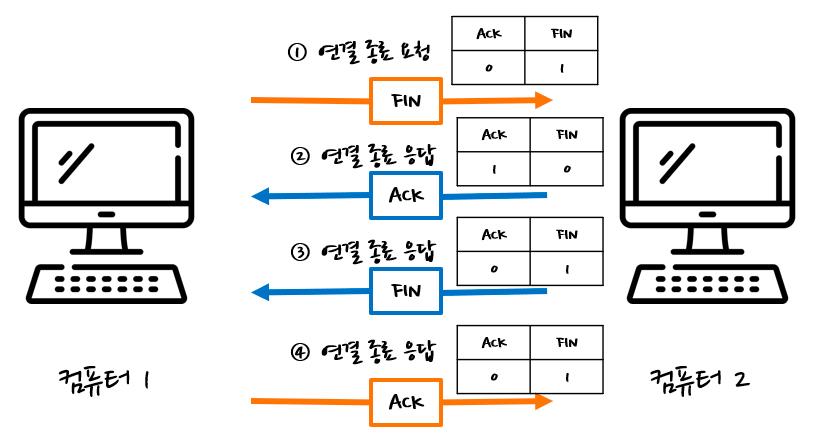 ① 연결 종료 요청
ACK FIN
0 1
FIN
② 연결 종료 응답
ACK FIN
1 0
ACK
③ 연결 종료 응답
ACK FIN
0 1
FIN
④ 연결 종료 응답
ACK FIN
0 1
ACK
컴퓨터 1
컴퓨터 2